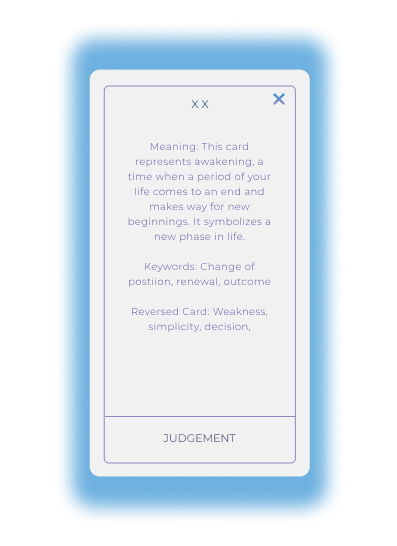 XX
Meaning: This card
represents awakening, a
time when a period of your
life comes to an end and
makes way for new
beginnings. It symbolizes a
new phase in life.
Keywords: Change of
postiion, renewal, outcome
Reversed Card: Weakness,
simplicity, decision,
JUDGEMENT